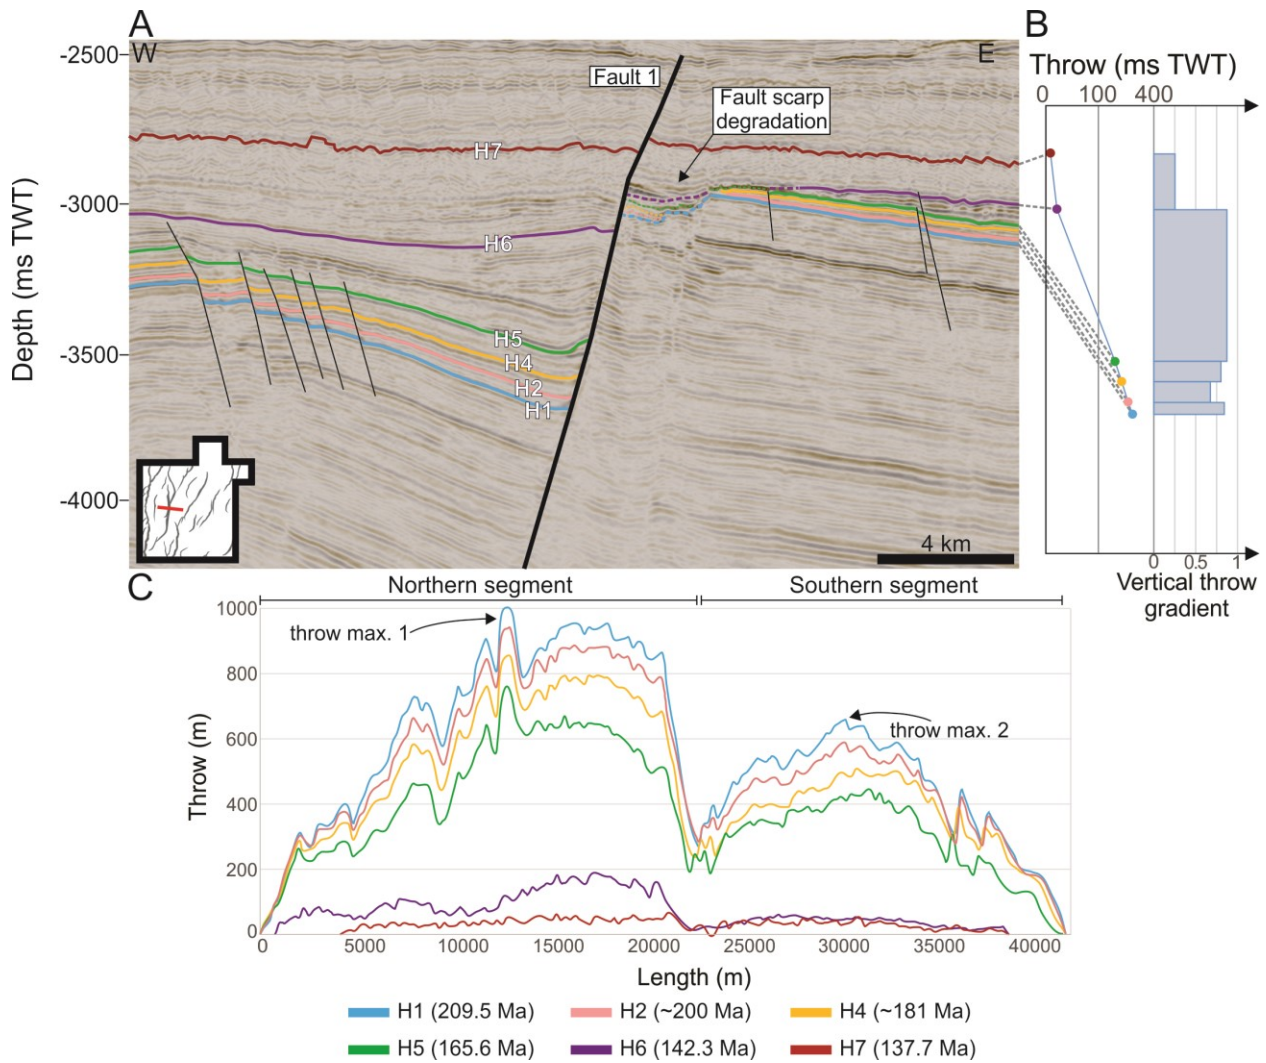 A
B
W
E
Fault 1
Fault scarp
degradation
Throw (ms TWT)
0 100 400
-2500
-3000
-3500
-4000
Depth (ms TWT)
H7
H6
H5
H4
H2
H1
4 km
0 0.5 1
Vertical throw
gradient
C
Northern segment
Southern segment
throw max. 1
throw max. 2
1000
800
600
400
200
0
Throw (m)
0 5000 10000 15000 20000 25000 30000 35000 40000
Length (m)
H1 (209.5 Ma) H2 (~200 Ma) H4 (~181 Ma)
H5 (165.6 Ma) H6 (142.3 Ma) H7 (137.7 Ma)